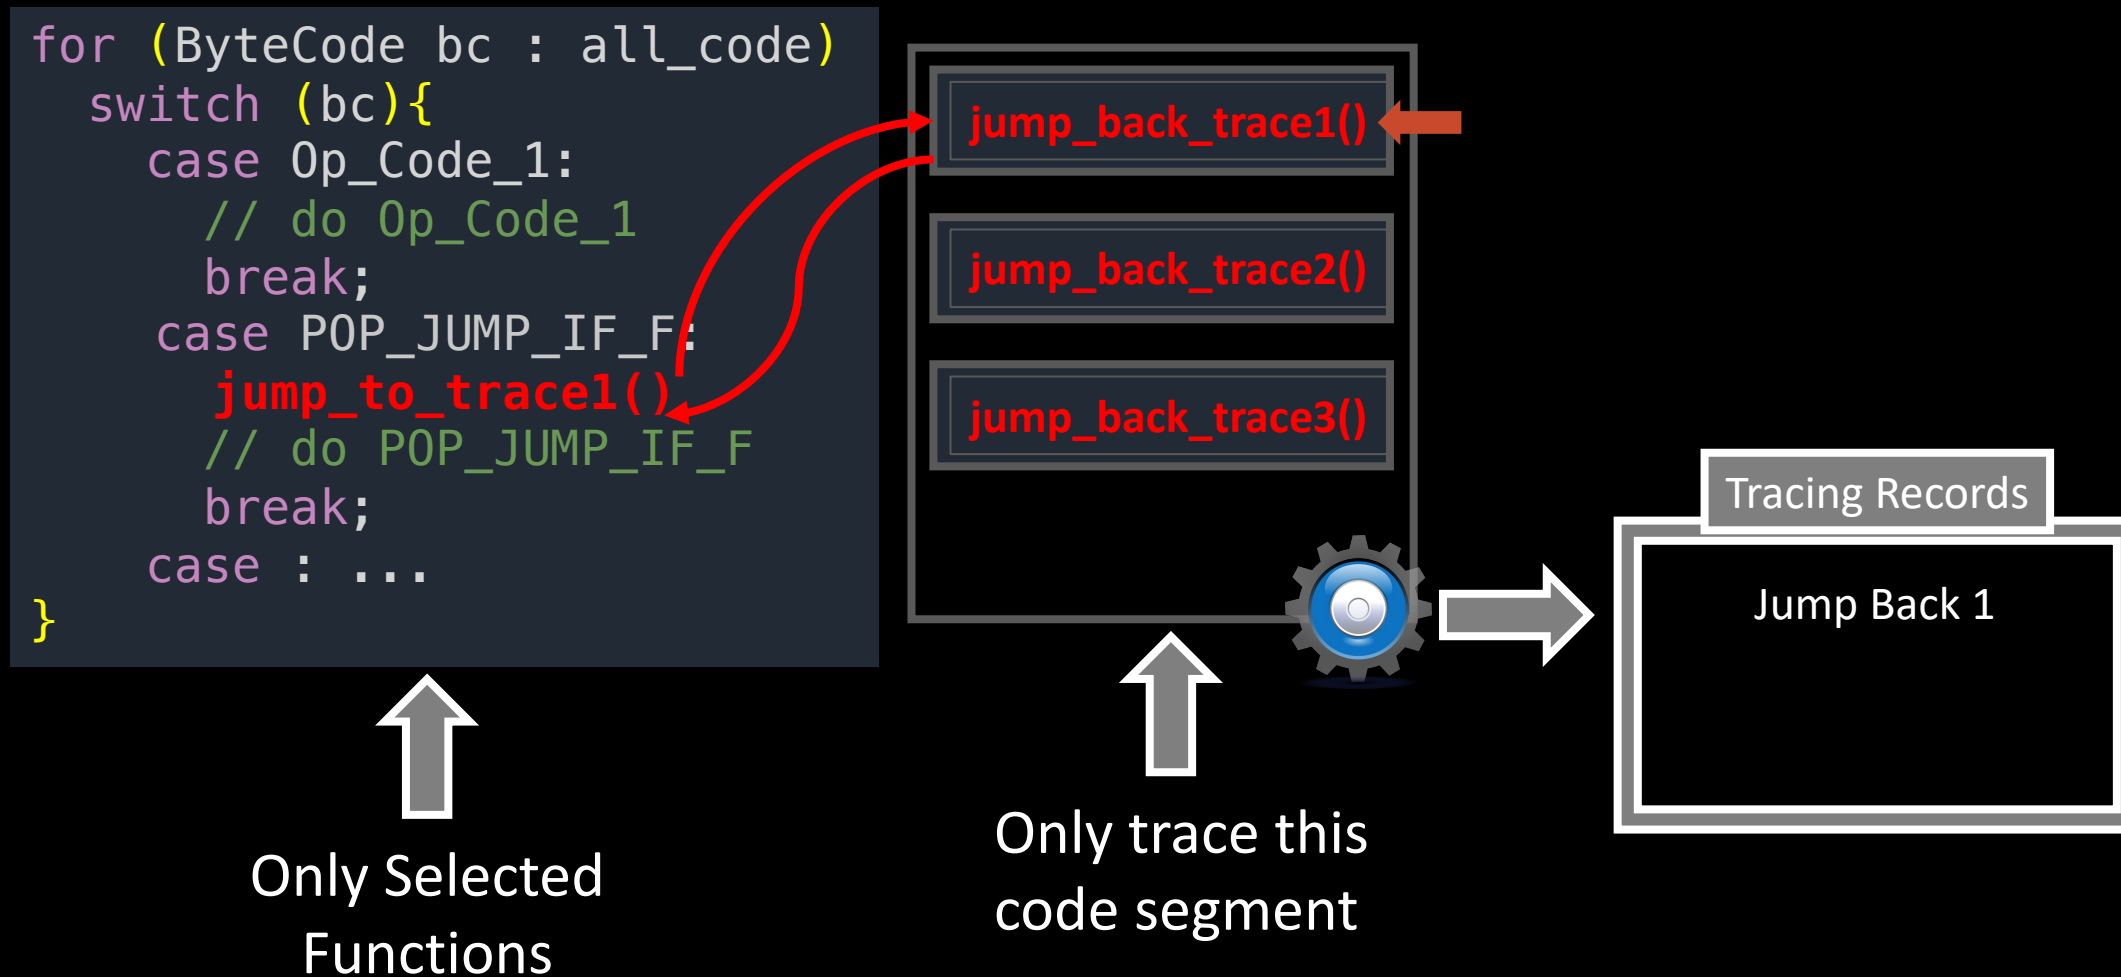 for (ByteCode bc : all_code)
switch (bc){
case Op_Code_1:
// do Op_Code_1
break;
case POP_JUMP_IF_F:
jump_to_trace1()
// do POP_JUMP_IF_F
break;
case : ...
}
Only Selected
Functions
jump_back_trace1()
jump_back_trace2()
jump_back_trace3()
Only trace this
code segment
Tracing Records
Jump Back 1